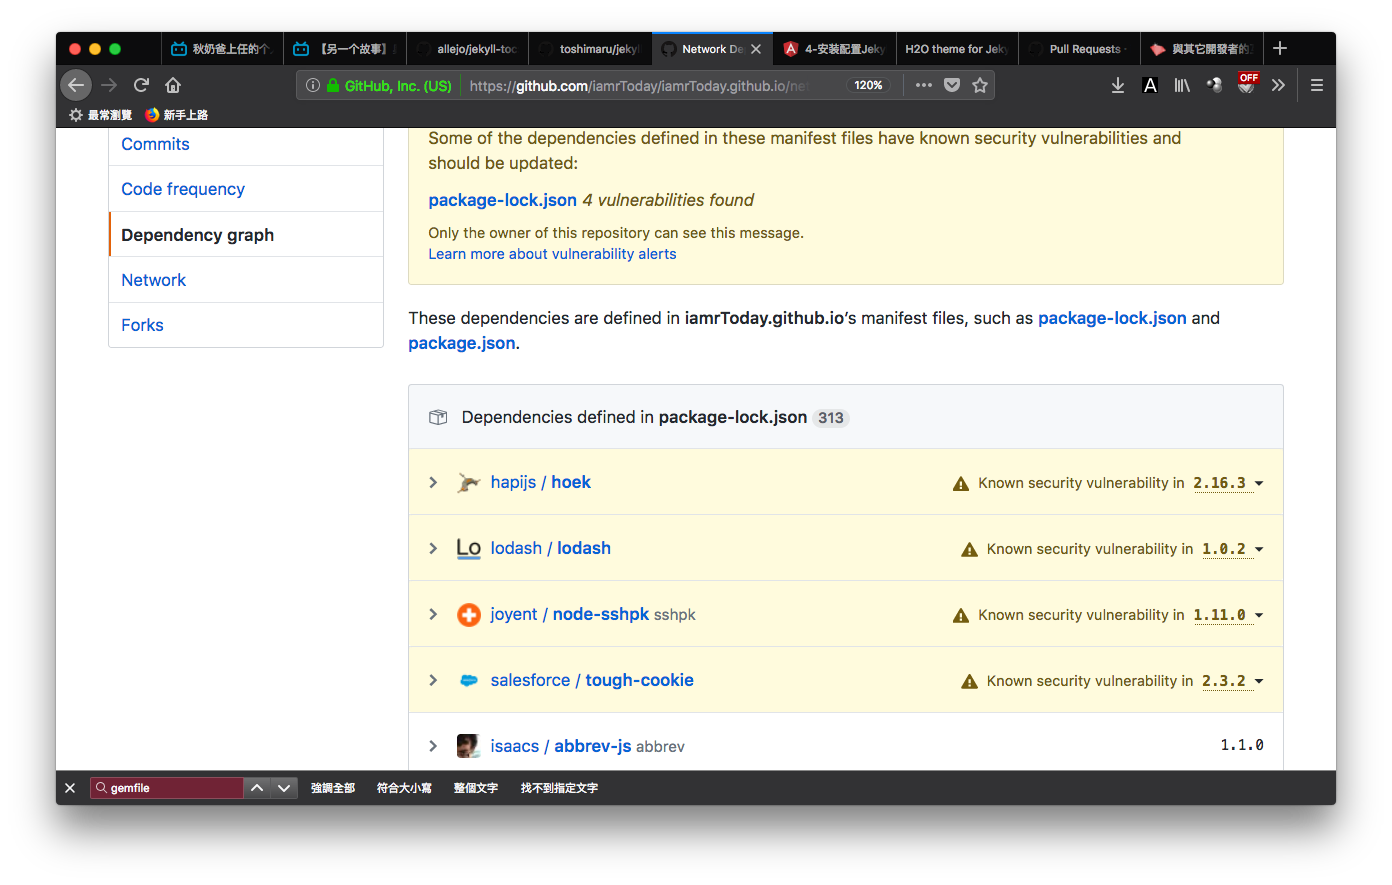 秋奶爸上任的个
【另一个故事】
allejo/jekyll-toc
toshimaru/jeky
Network De
4-安裝配置Jeky
H2O theme for Jeky
Pull Requests
與其它開發者的
GitHub, Inc. (US)
https://github.com/iamrToday/iamrToday.github.io/net
120%
OFF
最常瀏覽
新手上路
Commits
Code frequency
Dependency graph
Network
Forks
Some of the dependencies defined in these manifest files have known security vulnerabilities and
should be updated:
package-lock.json 4 vulnerabilities found
Only the owner of this repository can see this message.
Learn more about vulnerability alerts
These dependencies are defined in iamrToday.github.io’s manifest files, such as package-lock.json and
package.json.
Dependencies defined in package-lock.json 313
hapijs / hoek Known security vulnerability in 2.16.3
Lo lodash / lodash Known security vulnerability in 1.0.2
joyent / node-sshpk sshpk Known security vulnerability in 1.11.0
salesforce / tough-cookie Known security vulnerability in 2.3.2
isaacs / abbrev-js abbrev 1.1.0
gemfile 強調全部 符合大小寫 整個文字 找不到指定文字